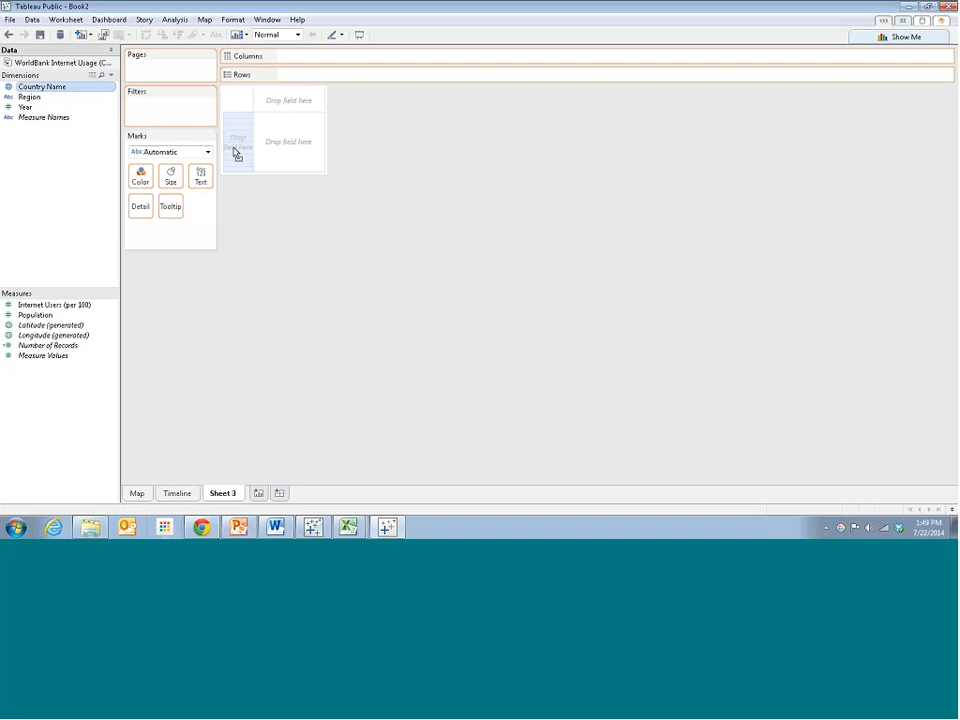 Tableau Public - Book2
File Data Worksheet Dashboard Story Analysis Map Format Window Help
Normal
Show Me
Data
WorldBank Internet Usage (C...
Dimensions
Country Name
Abc Region
Year
Abc Measure Names
Measures
Internet Users (per 100)
Population
Latitude (generated)
Longitude (generated)
Number of Records
Measure Values
Pages
Filters
Marks
Abc Automatic
Color Size Text
Detail Tooltip
Columns
Rows
Drop field here
Drop field here
Map Timeline Sheet 3
1:49 PM
7/22/2014